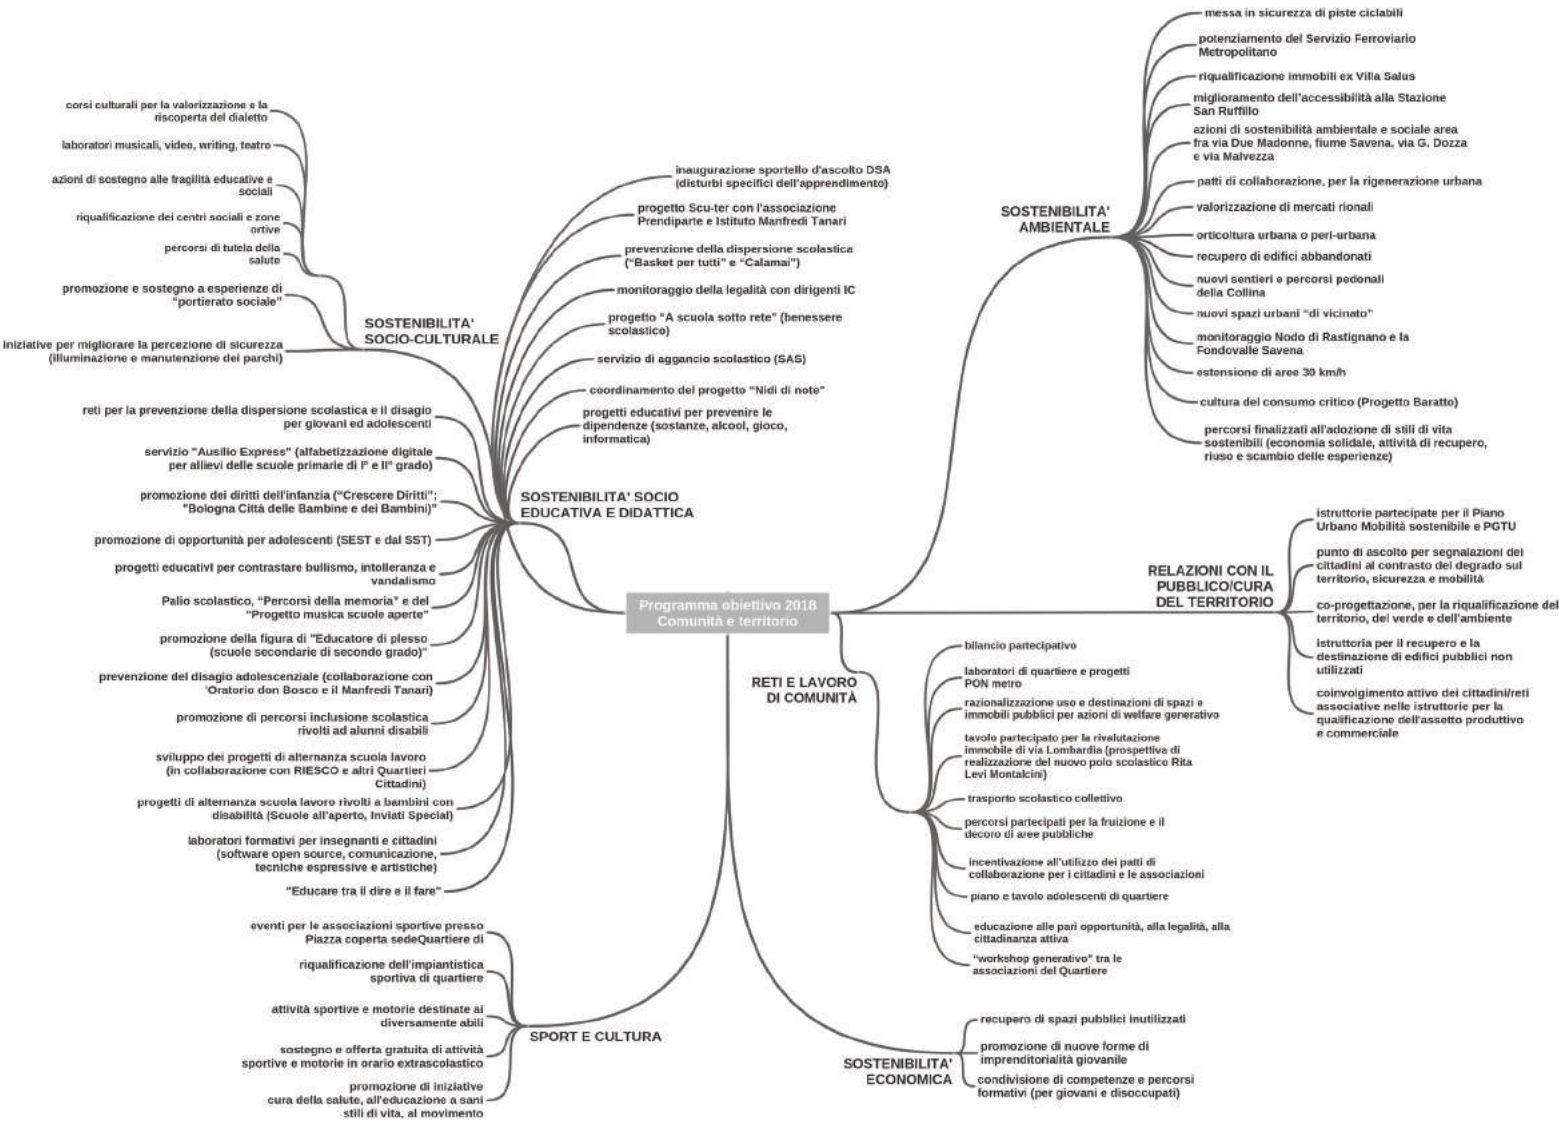 corsi culturali per la valorizzazione e la
riscoperta del dialetto
laboratori musicali, video, writing, teatro
azioni di sostegno alle fragilità educative e
sociali
riqualificazione dei centri sociali e zone
ortive
percorsi di tutela della
salute
promozione e sostegno a esperienze di
“portierato sociale”
iniziative per migliorare la percezione di sicurezza
(illuminazione e manutenzione dei parchi)
SOSTENIBILITA'
SOCIO-CULTURALE
inaugurazione sportello d'ascolto DSA
(disturbi specifici dell'apprendimento)
progetto Scu-ter con l'associazione
Prendiparte e Istituto Manfredi Tanari
prevenzione della dispersione scolastica
(“Basket per tutti” e “Calamai”)
monitoraggio della legalità con dirigenti IC
progetto “A scuola sotto rete” (benessere
scolastico)
servizio di aggancio scolastico (SAS)
coordinamento del progetto “Nidi di note”
progetti educativi per prevenire le
dipendenze (sostanze, alcool, gioco,
informatica)
SOSTENIBILITA' SOCIO
EDUCATIVA E DIDATTICA
reti per la prevenzione della dispersione scolastica e il disagio
per giovani ed adolescenti
servizio "Ausilio Express" (alfabetizzazione digitale
per allievi delle scuole primarie di I° e II° grado)
promozione dei diritti dell'infanzia (“Crescere Diritti”;
"Bologna Città delle Bambine e dei Bambini)"
promozione di opportunità per adolescenti (SEST e dal SST)
progetti educativi per contrastare bullismo, intolleranza e
vandalismo
Palio scolastico, “Percorsi della memoria” e del
“Progetto musica scuole aperte”
promozione della figura di "Educatore di plesso
(scuole secondarie di secondo grado)"
prevenzione del disagio adolescenziale (collaborazione con
'Oratorio don Bosco e il Manfredi Tanari)
promozione di percorsi inclusione scolastica
rivolti ad alunni disabili
sviluppo dei progetti di alternanza scuola lavoro
(in collaborazione con RIESCO e altri Quartieri
Cittadini)
progetti di alternanza scuola lavoro rivolti a bambini con
disabilità (Scuole all'aperto, Inviati Special)
laboratori formativi per insegnanti e cittadini
(software open source, comunicazione,
tecniche espressive e artistiche)
"Educare tra il dire e il fare"
eventi per le associazioni sportive presso
Piazza coperta sedeQuartiere di
riqualificazione dell'impiantistica
sportiva di quartiere
attività sportive e motorie destinate ai
diversamente abili
sostegno e offerta gratuita di attività
sportive e motorie in orario extrascolastico
promozione di iniziative
cura della salute, all'educazione a sani
stili di vita, al movimento
SPORT E CULTURA
Programma obiettivo 2018
Comunità e territorio
messa in sicurezza di piste ciclabili
potenziamento del Servizio Ferroviario
Metropolitano
riqualificazione immobili ex Villa Salus
miglioramento dell'accessibilità alla Stazione
San Ruffillo
azioni di sostenibilità ambientale e sociale area
fra via Due Madonne, fiume Savena, via G. Dozza
e via Malvezza
patti di collaborazione, per la rigenerazione urbana
valorizzazione di mercati rionali
orticoltura urbana o peri-urbana
recupero di edifici abbandonati
nuovi sentieri e percorsi pedonali
della Collina
nuovi spazi urbani “di vicinato”
monitoraggio Nodo di Rastignano e la
Fondovalle Savena
estensione di aree 30 km/h
cultura del consumo critico (Progetto Baratto)
percorsi finalizzati all'adozione di stili di vita
sostenibili (economia solidale, attività di recupero,
riuso e scambio delle esperienze)
SOSTENIBILITA'
AMBIENTALE
RELAZIONI CON IL
PUBBLICO/CURA
DEL TERRITORIO
istruttorie partecipate per il Piano
Urbano Mobilità sostenibile e PGTU
punto di ascolto per segnalazioni dei
cittadini al contrasto del degrado sul
territorio, sicurezza e mobilità
co-progettazione, per la riqualificazione del
territorio, del verde e dell'ambiente
istruttoria per il recupero e la
destinazione di edifici pubblici non
utilizzati
coinvolgimento attivo dei cittadini/reti
associative nelle istruttorie per la
qualificazione dell'assetto produttivo
e commerciale
RETI E LAVORO
DI COMUNITÀ
bilancio partecipativo
laboratori di quartiere e progetti
PON metro
razionalizzazione uso e destinazioni di spazi e
immobili pubblici per azioni di welfare generativo
tavolo partecipato per la rivalutazione
immobile di via Lombardia (prospettiva di
realizzazione del nuovo polo scolastico Rita
Levi Montalcini)
trasporto scolastico collettivo
percorsi partecipati per la fruizione e il
decoro di aree pubbliche
incentivazione all'utilizzo dei patti di
collaborazione per i cittadini e le associazioni
piano e tavolo adolescenti di quartiere
educazione alle pari opportunità, alla legalità, alla
cittadinanza attiva
“workshop generativo” tra le
associazioni del Quartiere
SOSTENIBILITA'
ECONOMICA
recupero di spazi pubblici inutilizzati
promozione di nuove forme di
imprenditorialità giovanile
condivisione di competenze e percorsi
formativi (per giovani e disoccupati)